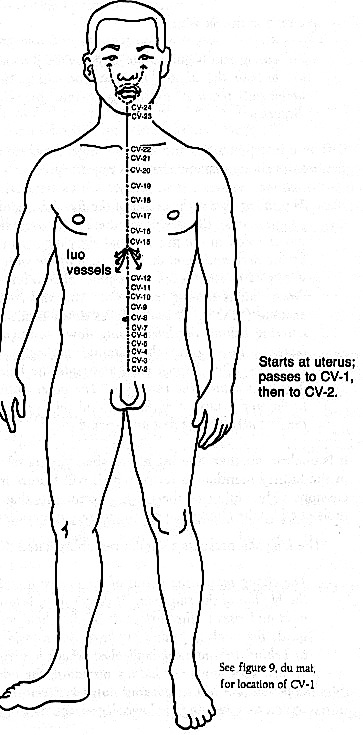 CV-24
CV-23
CV-22
CV-21
CV-20
CV-19
CV-18
CV-17
CV-16
CV-15
luo
vessels
CV-12
CV-11
CV-10
CV-9
CV-8
CV-7
CV-6
CV-5
CV-4
CV-3
CV-2
Starts at uterus;
passes to CV-1,
then to CV-2.
See figure 9, du mai,
for location of CV-1